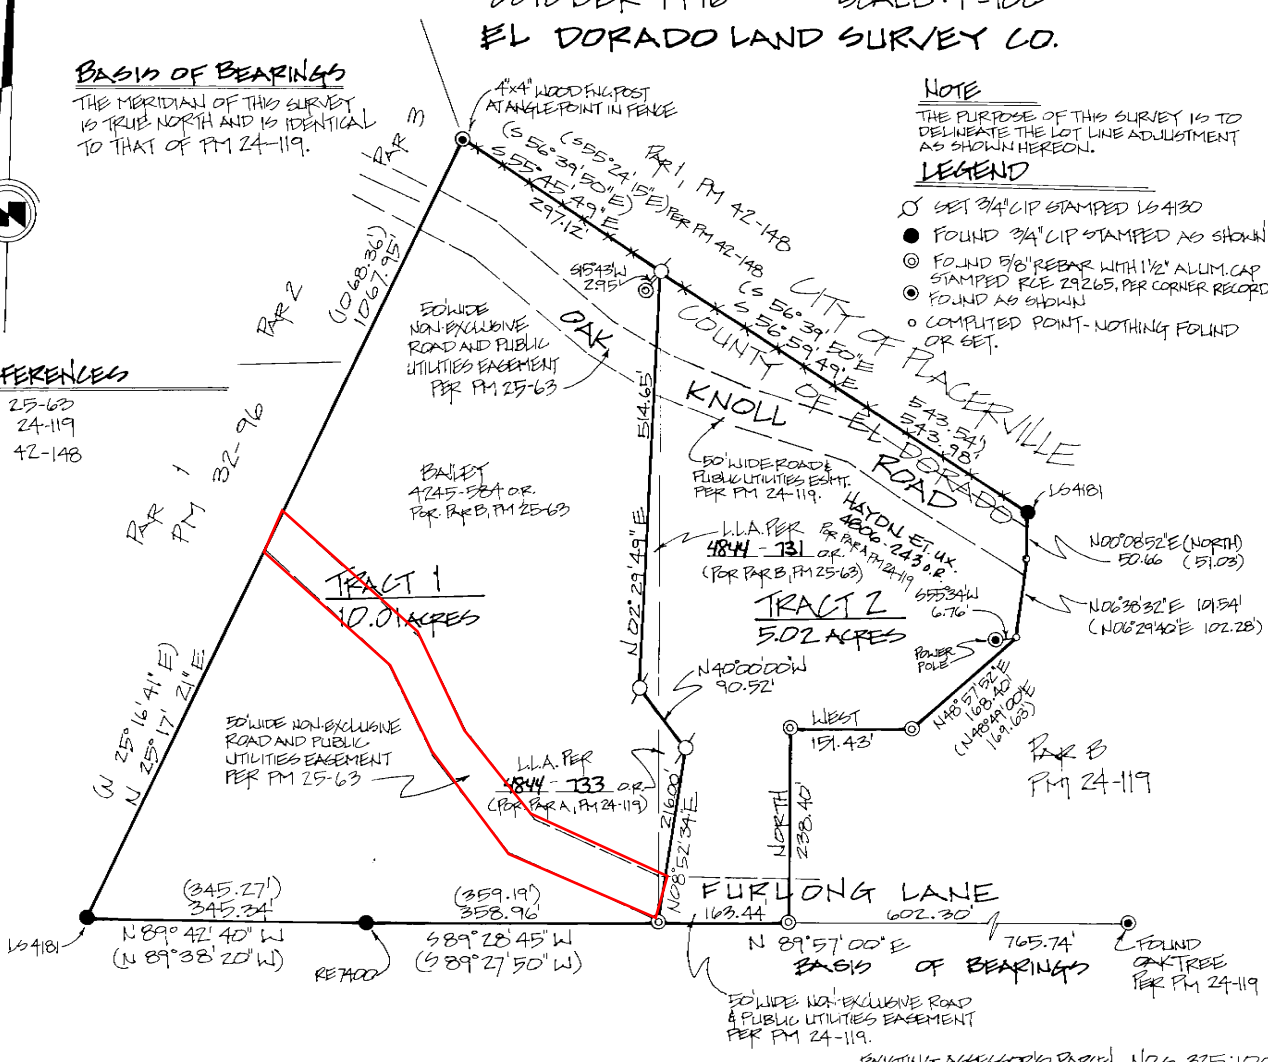 EL DORADO LAND SURVEY CO.
BASIS OF BEARINGS
THE MERIDIAN OF THIS SURVEY
IS TRUE NORTH AND IS IDENTICAL
TO THAT OF PM 24-119.
4"x4" WOOD FNC. POST
AT ANGLE POINT IN FENCE
NOTE
THE PURPOSE OF THIS SURVEY IS TO
DELINEATE THE LOT LINE ADJUSTMENT
AS SHOWN HEREON.
LEGEND
SET 3/4" CIP STAMPED LS 4130
FOUND 3/4" CIP STAMPED AS SHOWN
FOUND 5/8" REBAR WITH 1 1/2" ALUM. CAP
STAMPED RCE 29265, PER CORNER RECORD
FOUND AS SHOWN
COMPUTED POINT - NOTHING FOUND
OR SET.
PAR 3
(S 56°39'50"E)
(S55°24'15"E) PER PM 42-148
S 55°45'49"E
297.12'
PAR 1, PM 42-148
(1068.36')
1067.95'
PAR 2
S15°43'W
2.95'
CITY OF PLACERVILLE
COUNTY OF EL DORADO
(S 56°39'50"E
S 56°59'49"E
543.54')
543.98'
50' WIDE
NON-EXCLUSIVE
ROAD AND PUBLIC
UTILITIES EASEMENT
PER PM 25-63
OAK
KNOLL
ROAD
FERENCES
25-63
24-119
42-148
PAR 1
PM 32-96
514.65'
N 02°29'49"E
BAILEY
4245-584 O.R.
POR. PAR B, PM 25-63
50' WIDE ROAD &
PUBLIC UTILITIES ESMT.
PER PM 24-119.
HAYDON ET. UX.
4806-243 O.R.
POR PAR A PM 24-119
LS 4181
L.L.A. PER
4844 - 731 O.R.
(POR PAR B, PM 25-63)
N00°08'52"E (NORTH)
50.66 (51.03')
TRACT 1
10.01 ACRES
TRACT 2
5.02 ACRES
S55°34'W
6.76'
N06°38'32"E 101.54'
(N06°29'40"E 102.28')
POWER
POLE
N40°00'00"W
90.52'
N48°57'52"E
168.40'
(N48°49'00"E
169.63')
(N 25°16'41"E)
N 25°17'21"E
50' WIDE NON-EXCLUSIVE
ROAD AND PUBLIC
UTILITIES EASEMENT
PER PM 25-63
WEST
151.43'
PAR B
PM 24-119
L.L.A. PER
4844 - 733 O.R.
(POR. PAR A, PM 24-119)
216.00'
N08°52'34"E
NORTH
238.40'
(345.27')
345.34'
N 89°42'40" W
(N 89°38'20" W)
(359.19')
358.96'
S 89°28'45" W
(S 89°27'50" W)
FURLONG LANE
163.44'
602.30'
N 89°57'00" E
765.74'
BASIS OF BEARINGS
LS 4181
RE 7400
FOUND
OAK TREE
PER PM 24-119
50' WIDE NON-EXCLUSIVE ROAD
& PUBLIC UTILITIES EASEMENT
PER PM 24-119.